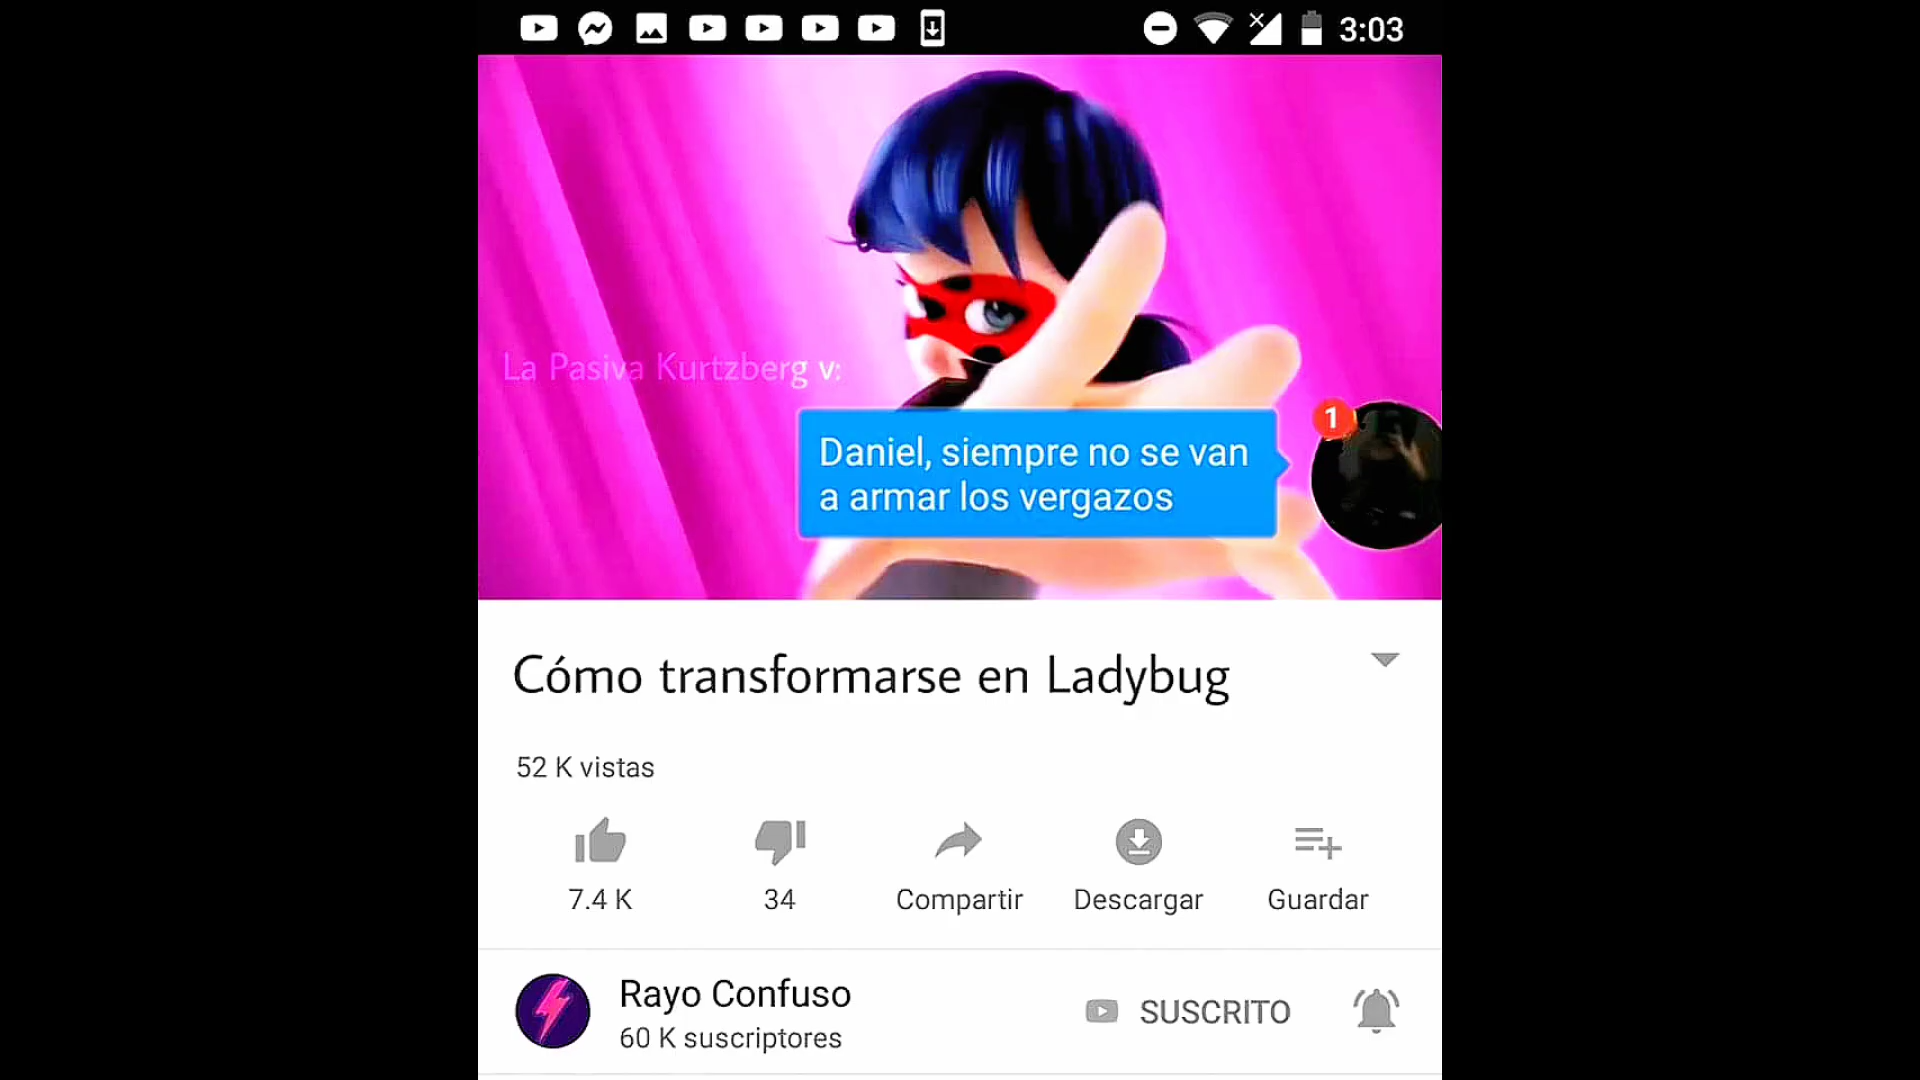 3:03
La Pasiva Kurtzberg v:
1
Daniel, siempre no se van
a armar los vergazos
Cómo transformarse en Ladybug
52 K vistas
7.4 K
34
Compartir
Descargar
Guardar
Rayo Confuso
60 K suscriptores
SUSCRITO